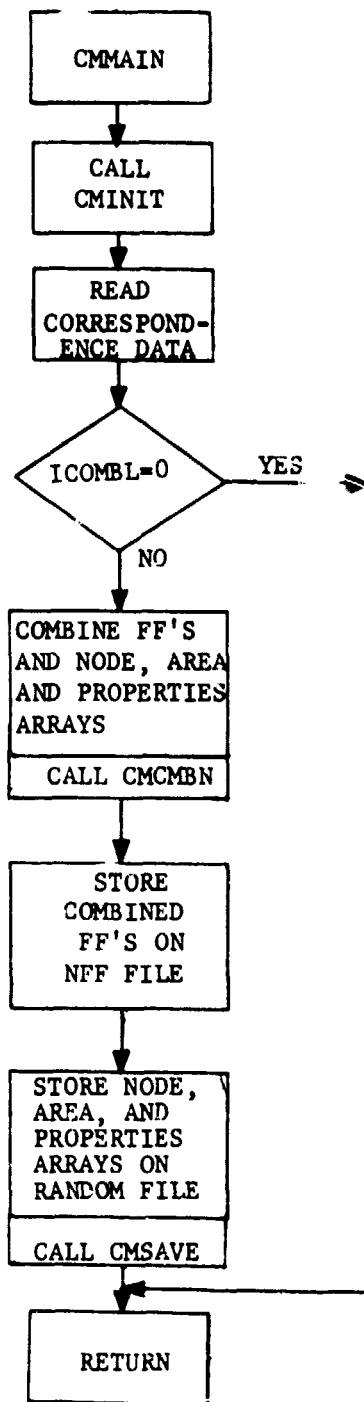 CMMAIN
CALL
CMINIT
READ
CORRESPOND-
ENCE DATA
ICOMBL=0
YES
NO
COMBINE FF'S
AND NODE, AREA
AND PROPERTIES
ARRAYS
CALL CMCMBN
STORE
COMBINED
FF'S ON
NFF FILE
STORE NODE,
AREA, AND
PROPERTIES
ARRAYS ON
RANDOM FILE
CALL CMSAVE
RETURN